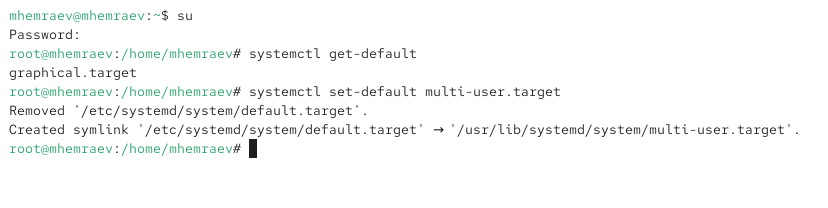 mhemraev@mhemraev:~$ su
Password:
root@mhemraev:/home/mhemraev# systemctl get-default
graphical.target
root@mhemraev:/home/mhemraev# systemctl set-default multi-user.target
Removed '/etc/systemd/system/default.target'.
Created symlink '/etc/systemd/system/default.target' → '/usr/lib/systemd/system/multi-user.target'.
root@mhemraev:/home/mhemraev#